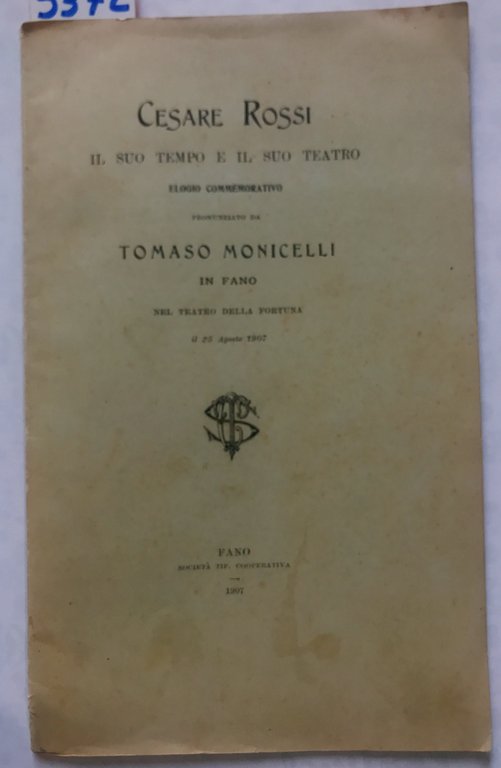 5372
CESARE ROSSI
IL SUO TEMPO E IL SUO TEATRO
ELOGIO COMMEMORATIVO
PRONUNZIATO DA
TOMASO MONICELLI
IN FANO
NEL TEATRO DELLA FORTUNA
il 25 Agosto 1907
FANO
SOCIETÀ TIP. COOPERATIVA
1907